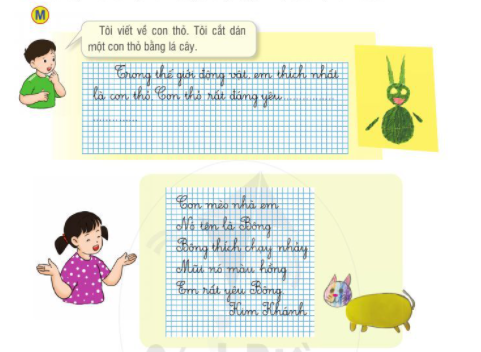 M
Tôi viết về con thỏ. Tôi cắt dán
một con thỏ bằng lá cây.
Trong thế giới động vật, em thích nhất
là con thỏ. Con thỏ rất đáng yêu...............
..............
Con mèo nhà em
Nó tên là Bông
Bông thích chạy nhảy
Mũi nó màu hồng
Em rất yêu Bông.
Kim Khánh